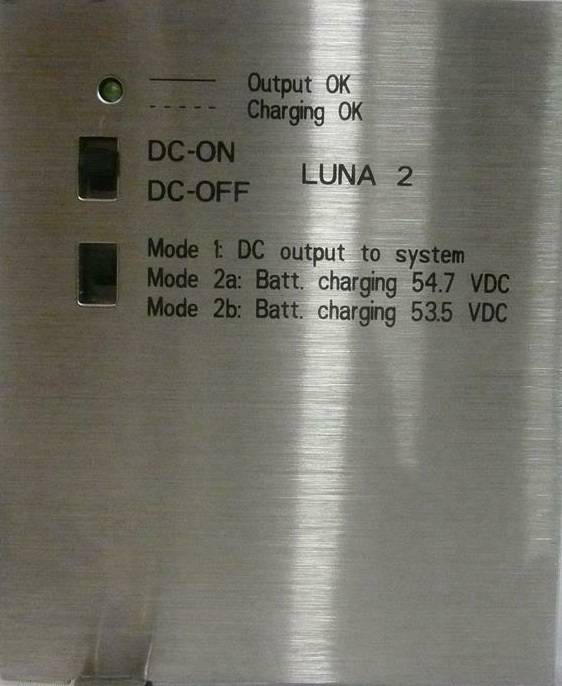 Output OK
Charging OK
DC-ON
LUNA 2
DC-OFF
Mode 1: DC output to system
Mode 2a: Batt. charging 54.7 VDC
Mode 2b: Batt. charging 53.5 VDC